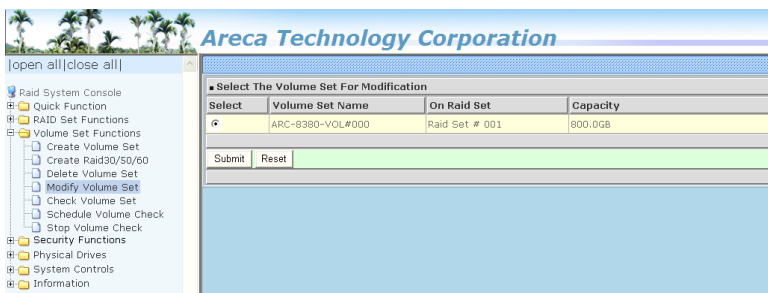 Areca Technology Corporation
|open all|close all|
Raid System Console
Quick Function
RAID Set Functions
Volume Set Functions
Create Volume Set
Create Raid30/50/60
Delete Volume Set
Modify Volume Set
Check Volume Set
Schedule Volume Check
Stop Volume Check
Security Functions
Physical Drives
System Controls
Information
Select The Volume Set For Modification
Select Volume Set Name On Raid Set Capacity
ARC-8380-VOL#000 Raid Set # 001 800.0GB
Submit Reset